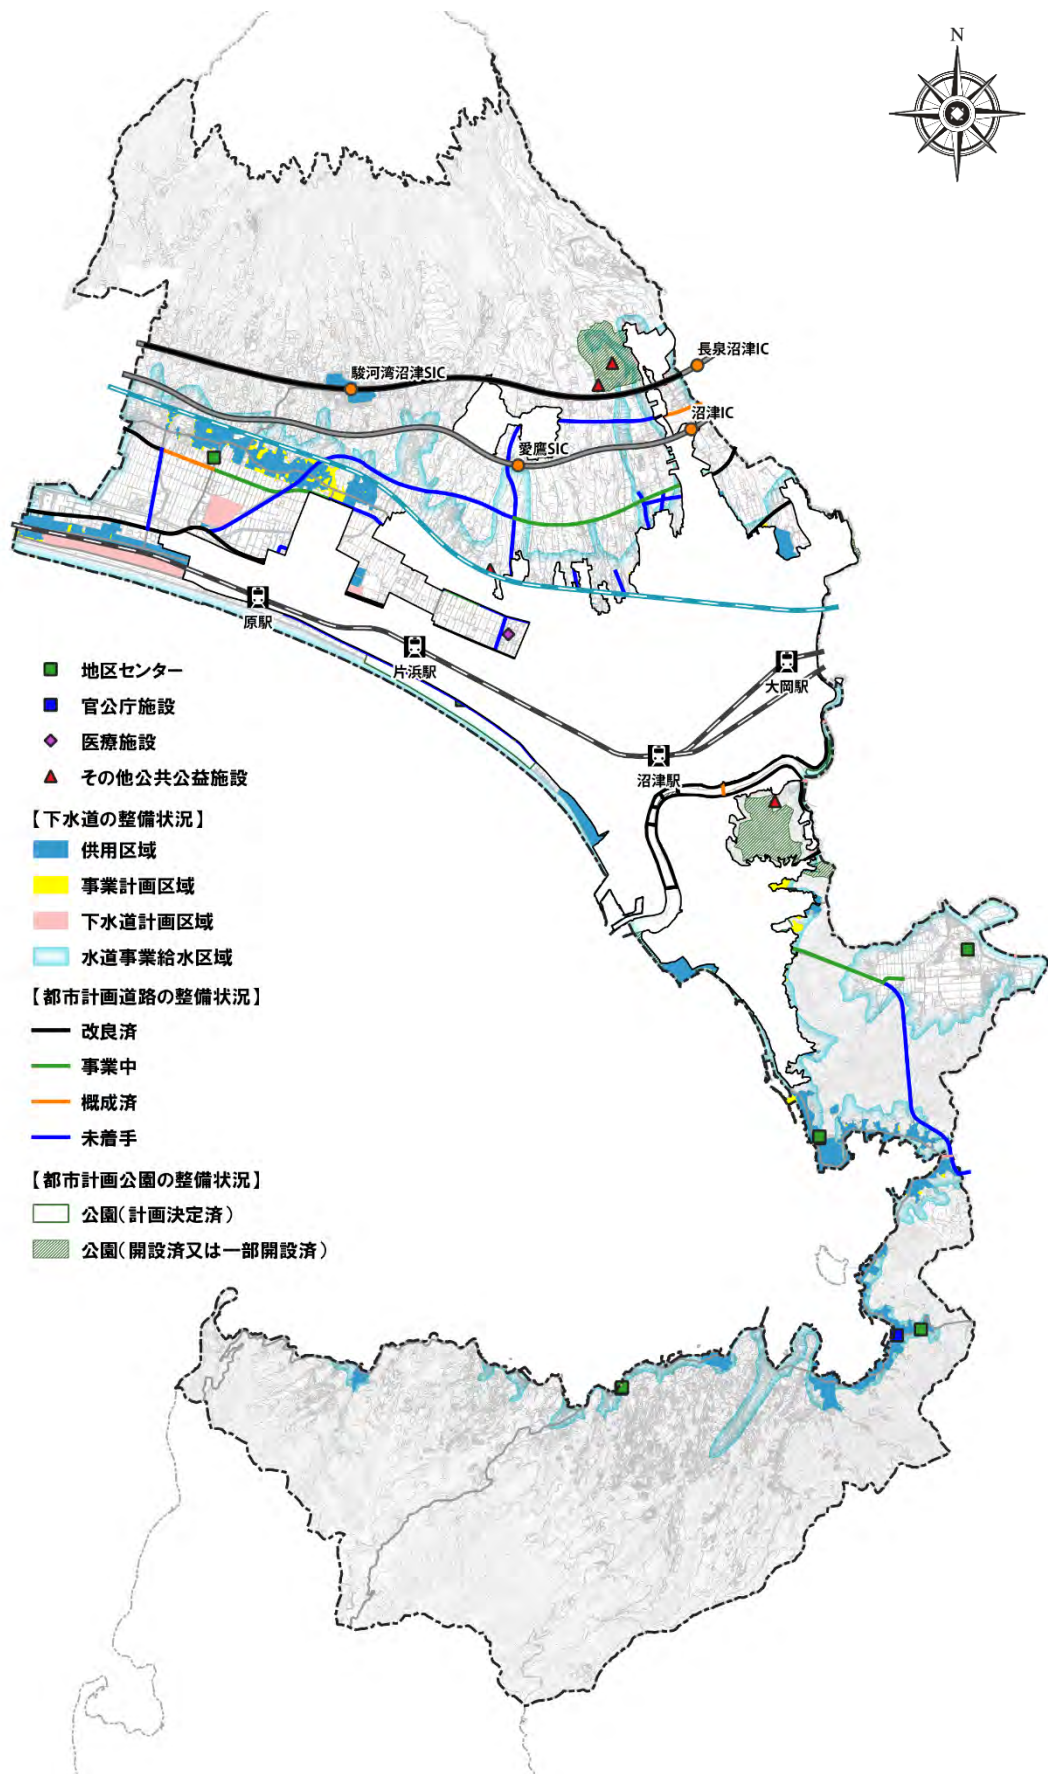 N
長泉沼津IC
駿河湾沼津SIC
沼津IC
愛鷹SIC
原駅
片浜駅
大岡駅
沼津駅
地区センター
官公庁施設
医療施設
その他公共公益施設
【下水道の整備状況】
供用区域
事業計画区域
下水道計画区域
水道事業給水区域
【都市計画道路の整備状況】
改良済
事業中
概成済
未着手
【都市計画公園の整備状況】
公園（計画決定済）
公園（開設済又は一部開設済）